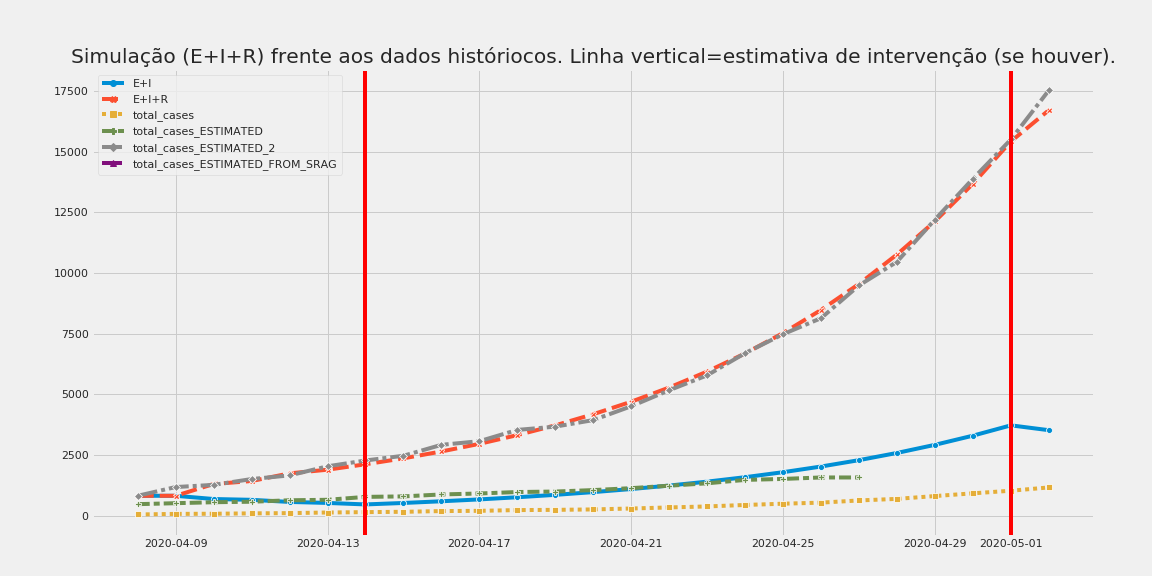 Simulação (E+I+R) frente aos dados históriocos. Linha vertical=estimativa de intervenção (se houver).
E+I
E+I+R
total_cases
total_cases_ESTIMATED
total_cases_ESTIMATED_2
total_cases_ESTIMATED_FROM_SRAG
17500
15000
12500
10000
7500
5000
2500
0
2020-04-09 2020-04-13 2020-04-17 2020-04-21 2020-04-25 2020-04-29 2020-05-01